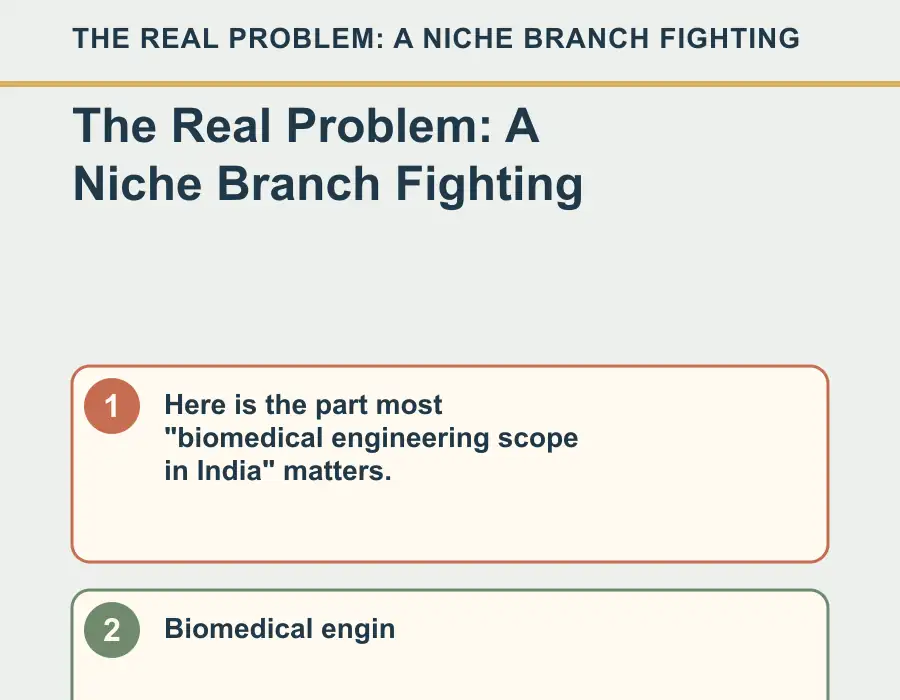 THE REAL PROBLEM: A NICHE BRANCH FIGHTING
The Real Problem: A
Niche Branch Fighting
1
Here is the part most
"biomedical engineering scope
in India" matters.
2
Biomedical engin